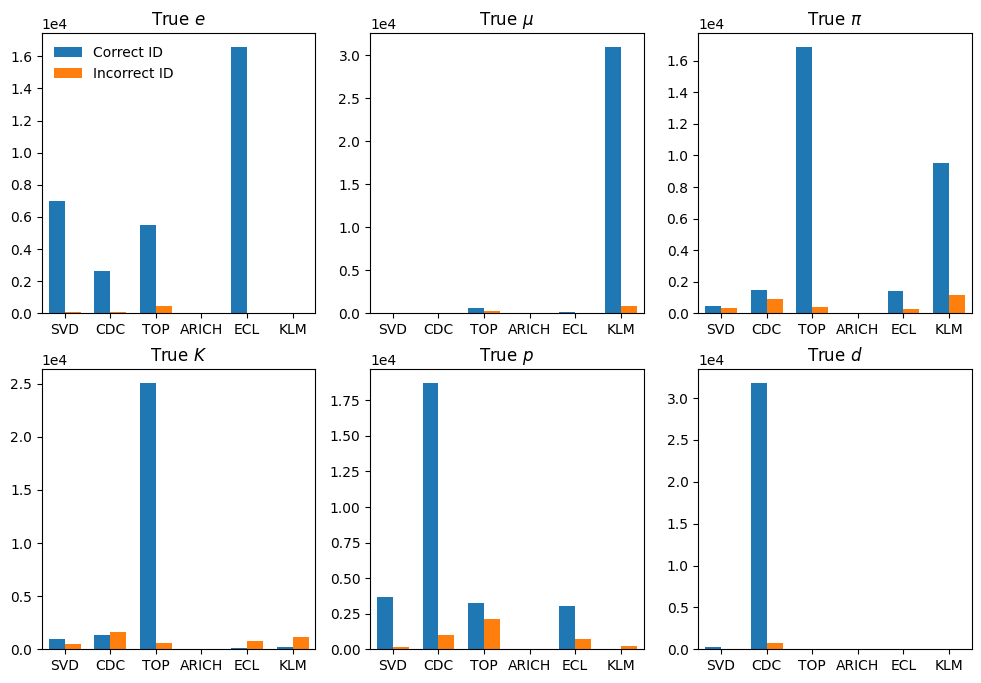 True e
1e4
1.6
1.4
1.2
1.0
0.8
0.6
0.4
0.2
0.0
Correct ID
Incorrect ID
SVD CDC TOP ARICH ECL KLM
True μ
1e4
3.0
2.5
2.0
1.5
1.0
0.5
0.0
SVD CDC TOP ARICH ECL KLM
True π
1e4
1.6
1.4
1.2
1.0
0.8
0.6
0.4
0.2
0.0
SVD CDC TOP ARICH ECL KLM
True K
1e4
2.5
2.0
1.5
1.0
0.5
0.0
SVD CDC TOP ARICH ECL KLM
True p
1e4
1.75
1.50
1.25
1.00
0.75
0.50
0.25
0.00
SVD CDC TOP ARICH ECL KLM
True d
1e4
3.0
2.5
2.0
1.5
1.0
0.5
0.0
SVD CDC TOP ARICH ECL KLM